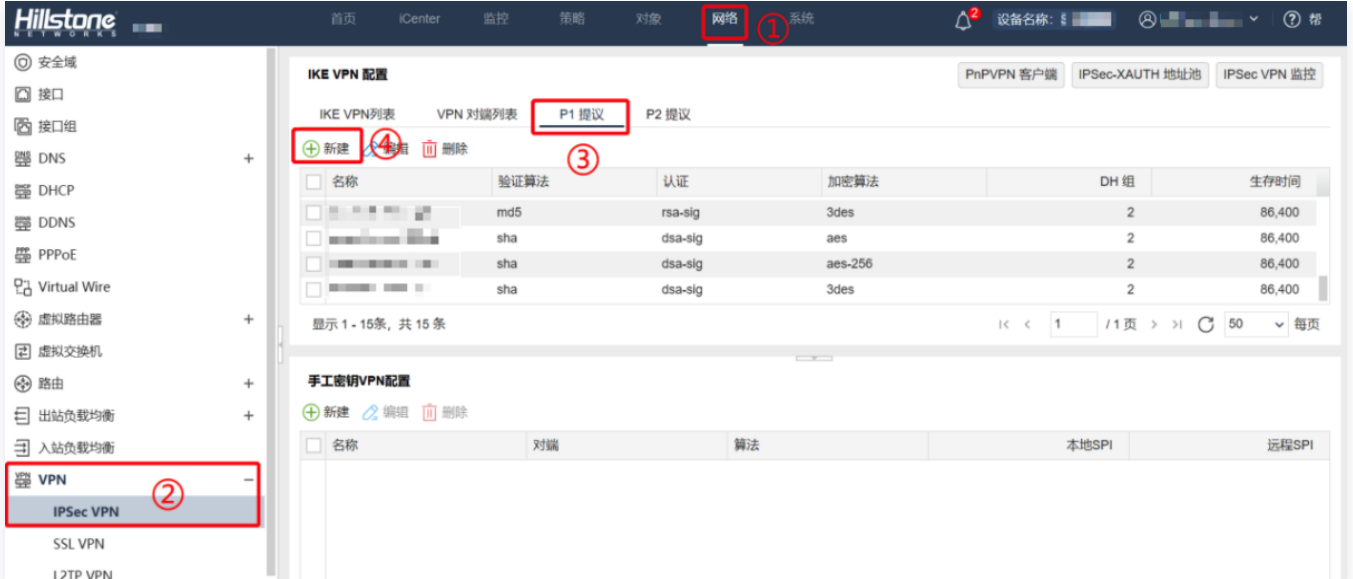 Hillstone 首页 iCenter 监控 策略 对象 网络 ① 系统 2 设备名称: ? 帮
NETWORKS
安全域
接口
接口组
DNS +
DHCP
DDNS
PPPoE
Virtual Wire
虚拟路由器 +
虚拟交换机
路由 +
出站负载均衡 +
入站负载均衡
VPN −
②
IPSec VPN
SSL VPN
L2TP VPN
IKE VPN 配置 PnPVPN 客户端 IPSec-XAUTH 地址池 IPSec VPN 监控
IKE VPN列表 VPN 对端列表 P1 提议 P2 提议
新建 ④ 编辑 删除 ③
名称 验证算法 认证 加密算法 DH 组 生存时间
md5 rsa-sig 3des 2 86,400
sha dsa-sig aes 2 86,400
sha dsa-sig aes-256 2 86,400
sha dsa-sig 3des 2 86,400
显示 1 - 15条, 共 15 条 1 / 1 页 50 每页
手工密钥VPN配置
新建 编辑 删除
名称 对端 算法 本地SPI 远程SPI